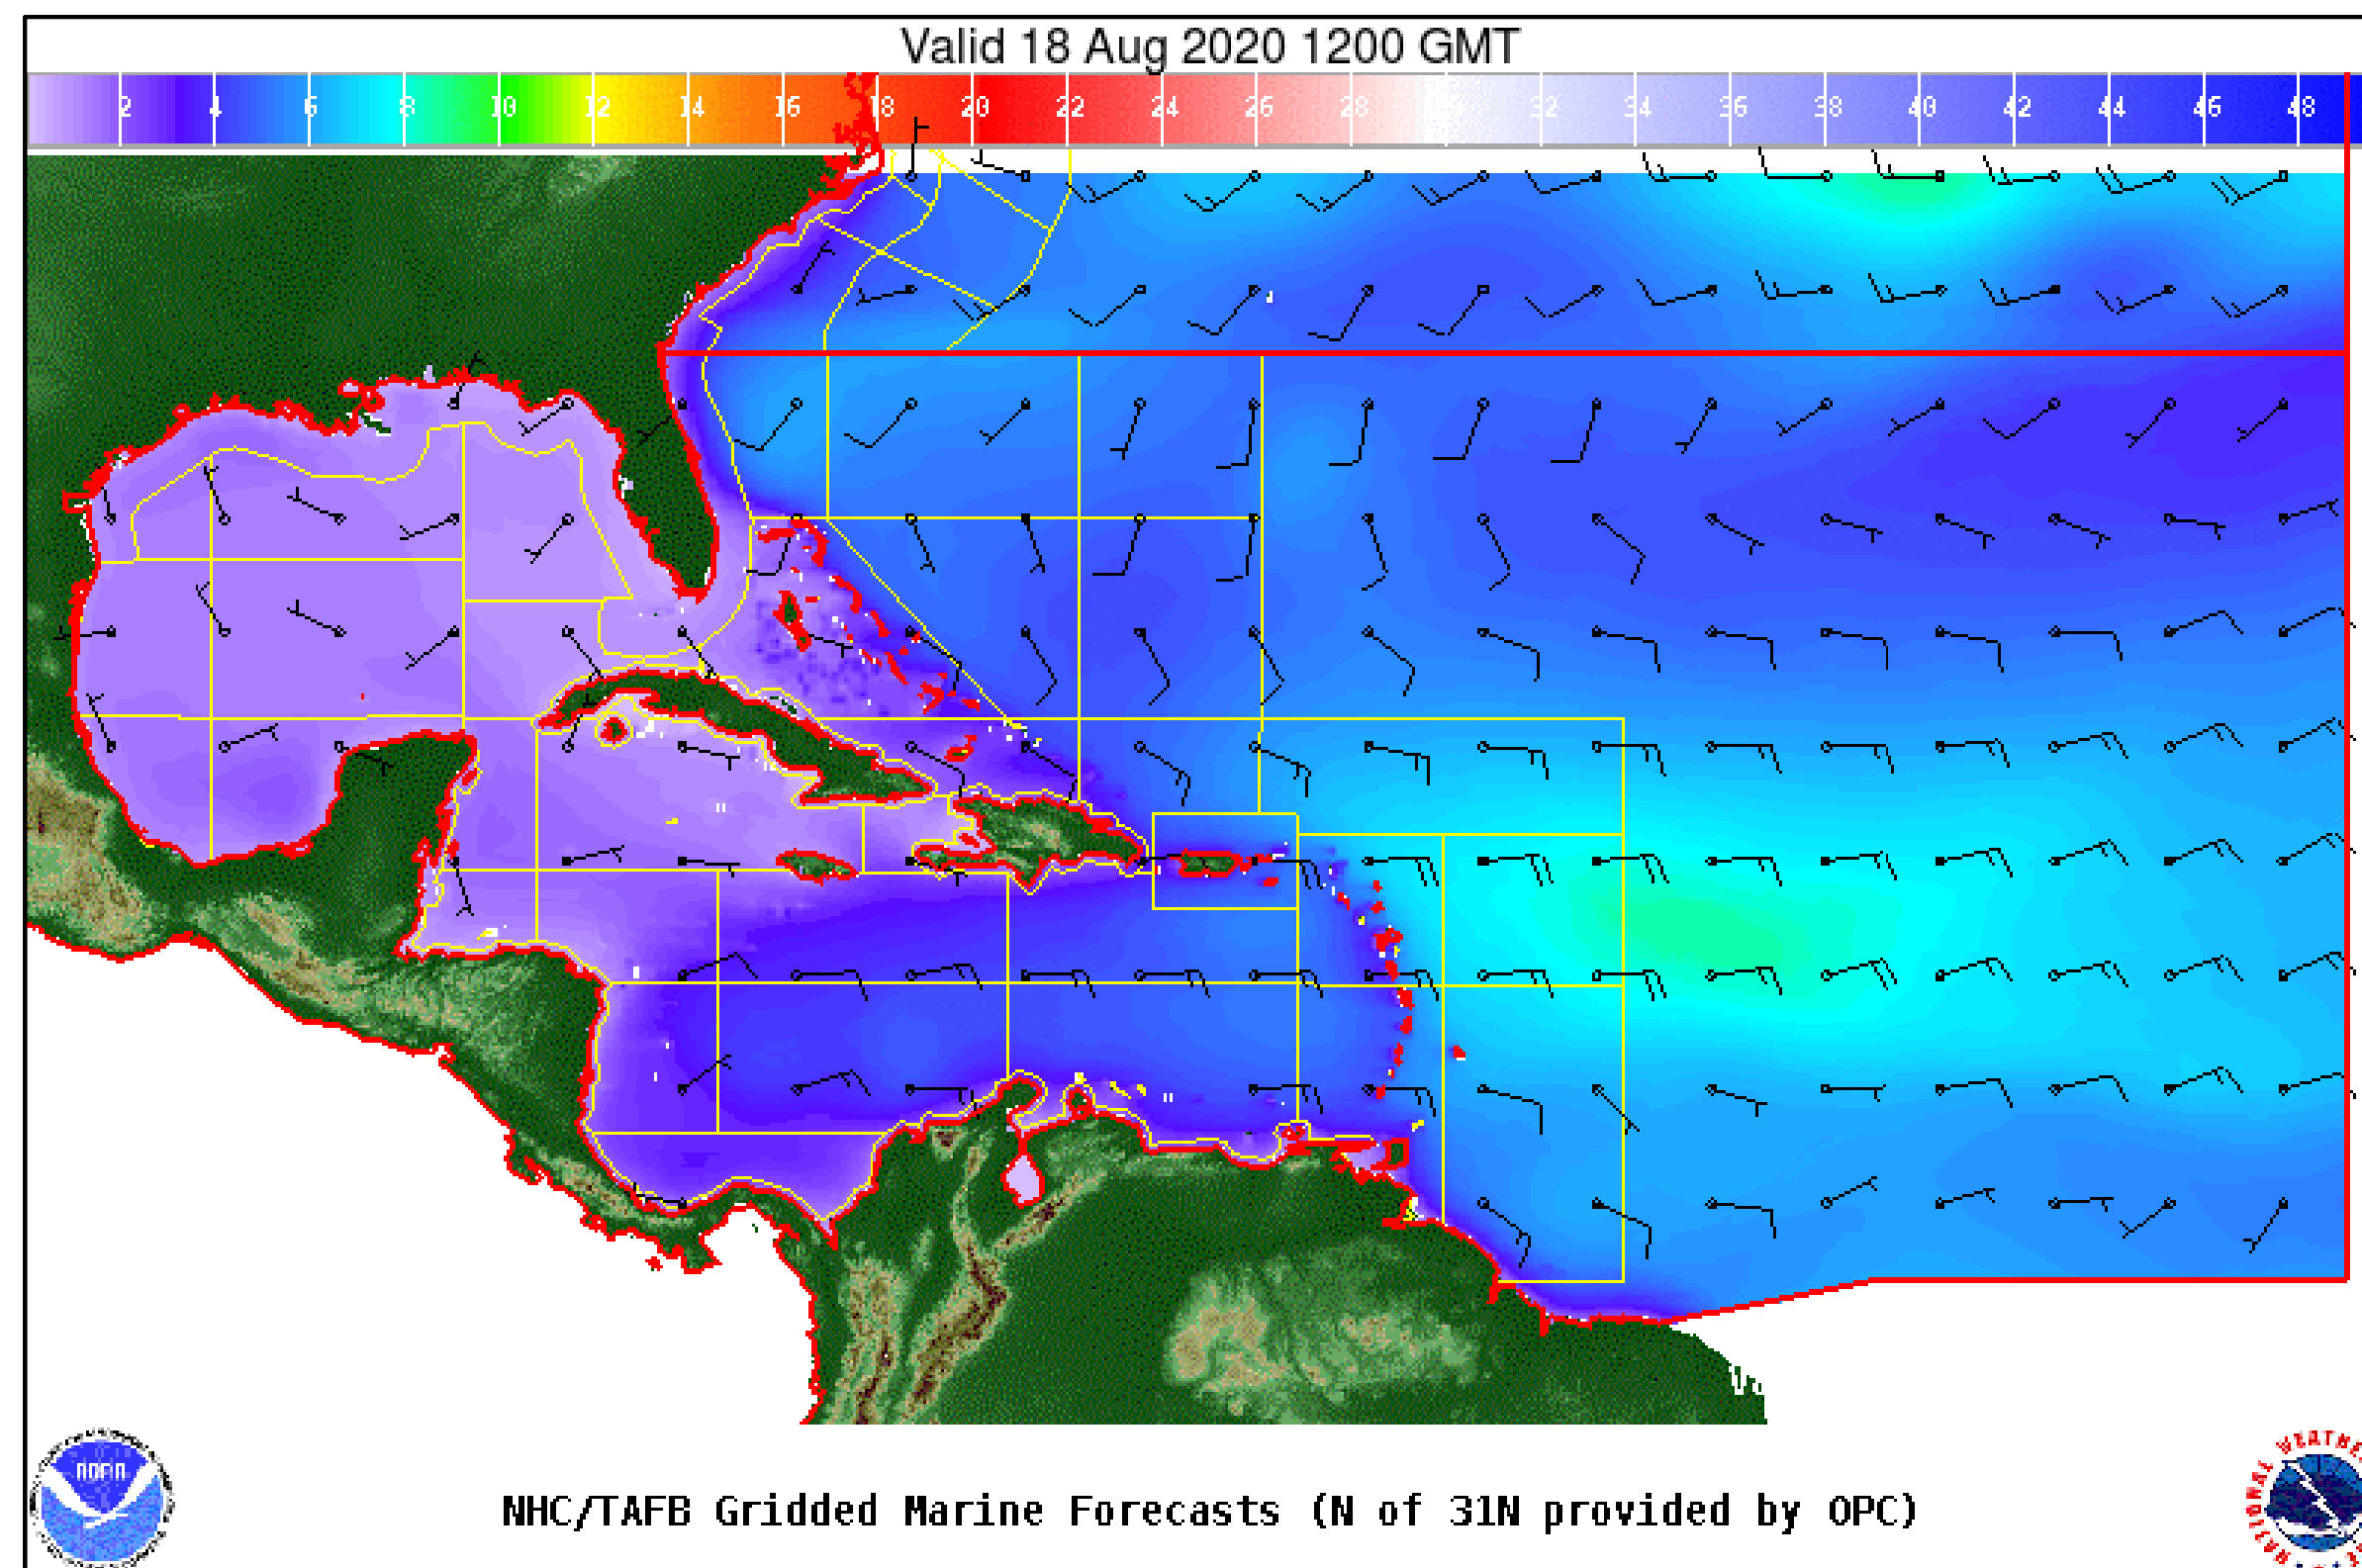 Valid 18 Aug 2020 1200 GMT
2 4 6 8 10 12 14 16 18 20 22 24 26 28 32 34 36 38 40 42 44 46 48
NOAA
NHC/TAFB Gridded Marine Forecasts (N of 31N provided by OPC)
NATIONAL WEATHE